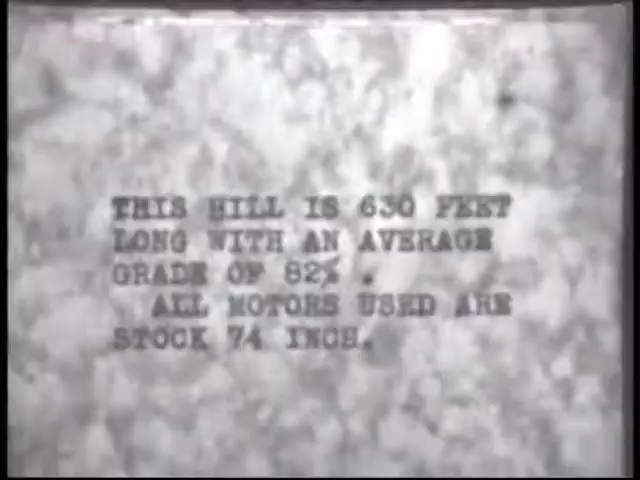 THIS HILL IS 630 FEET
LONG WITH AN AVERAGE
GRADE OF 82% .
ALL MOTORS USED ARE
STOCK 74 INCH.